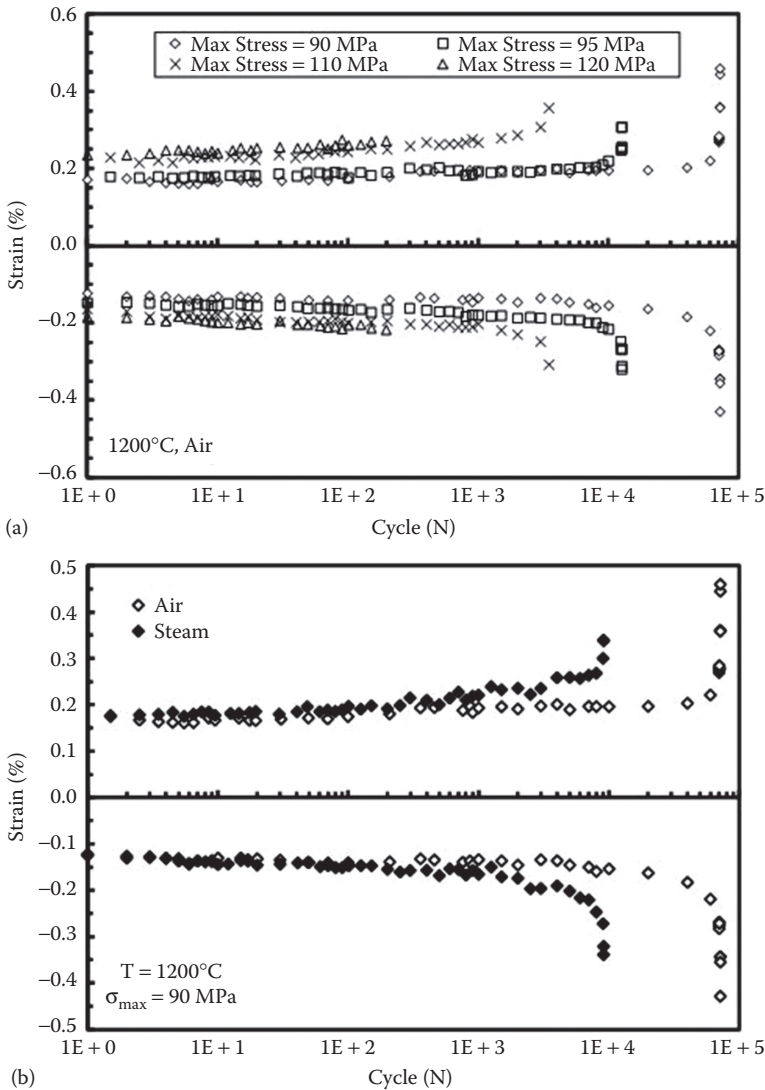 0.6
0.4
0.2
0.0
−0.2
−0.4
−0.6
Strain (%)
Max Stress = 90 MPa
Max Stress = 95 MPa
Max Stress = 110 MPa
Max Stress = 120 MPa
1200°C, Air
1E + 0
1E + 1
1E + 2
1E + 3
1E + 4
1E + 5
(a)
Cycle (N)
0.5
0.4
0.3
0.2
0.1
0.0
−0.1
−0.2
−0.3
−0.4
−0.5
Strain (%)
Air
Steam
T = 1200°C
σmax = 90 MPa
1E + 0
1E + 1
1E + 2
1E + 3
1E + 4
1E + 5
(b)
Cycle (N)